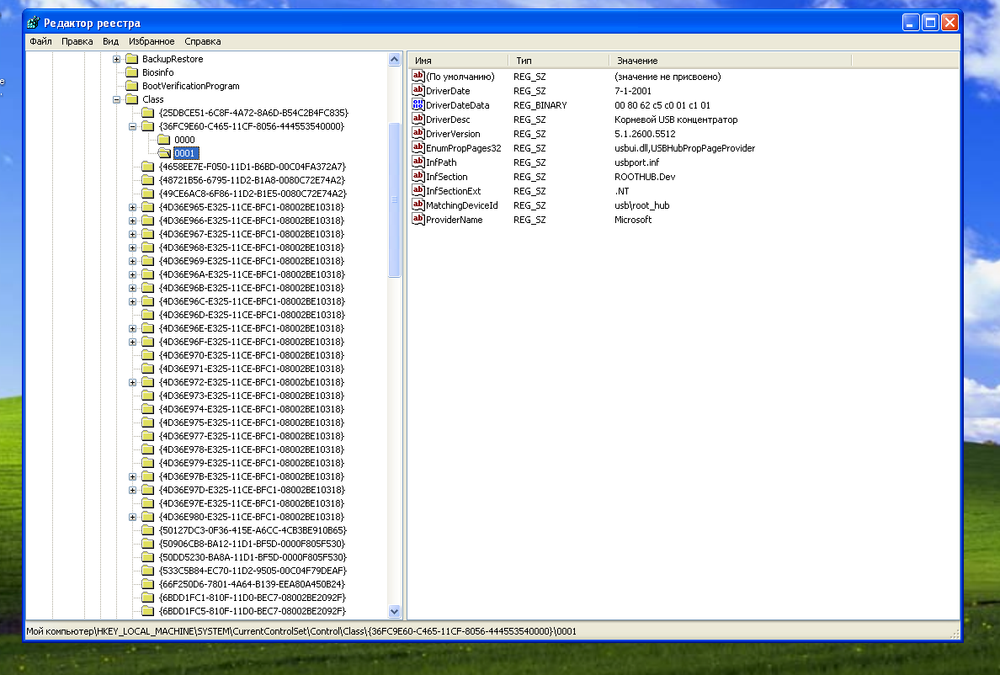 Редактор реестра
Файл Правка Вид Избранное Справка
BackupRestore
Biosinfo
BootVerificationProgram
Class
{25DBCE51-6C8F-4A72-8A6D-B54C2B4FC835}
{36FC9E60-C465-11CF-8056-444553540000}
0000
0001
{4658EE7E-F050-11D1-B6BD-00C04FA372A7}
{48721B56-6795-11D2-B1A8-0080C72E74A2}
{49CE6AC8-6F86-11D2-B1E5-0080C72E74A2}
{4D36E965-E325-11CE-BFC1-08002BE10318}
{4D36E966-E325-11CE-BFC1-08002BE10318}
{4D36E967-E325-11CE-BFC1-08002BE10318}
{4D36E968-E325-11CE-BFC1-08002BE10318}
{4D36E969-E325-11CE-BFC1-08002BE10318}
{4D36E96A-E325-11CE-BFC1-08002BE10318}
{4D36E96B-E325-11CE-BFC1-08002BE10318}
{4D36E96C-E325-11CE-BFC1-08002BE10318}
{4D36E96D-E325-11CE-BFC1-08002BE10318}
{4D36E96E-E325-11CE-BFC1-08002BE10318}
{4D36E96F-E325-11CE-BFC1-08002BE10318}
{4D36E970-E325-11CE-BFC1-08002BE10318}
{4D36E971-E325-11CE-BFC1-08002BE10318}
{4D36E972-E325-11CE-BFC1-08002bE10318}
{4D36E973-E325-11CE-BFC1-08002BE10318}
{4D36E974-E325-11CE-BFC1-08002BE10318}
{4D36E975-E325-11CE-BFC1-08002BE10318}
{4D36E977-E325-11CE-BFC1-08002BE10318}
{4D36E978-E325-11CE-BFC1-08002BE10318}
{4D36E979-E325-11CE-BFC1-08002BE10318}
{4D36E97B-E325-11CE-BFC1-08002BE10318}
{4D36E97D-E325-11CE-BFC1-08002BE10318}
{4D36E97E-E325-11CE-BFC1-08002BE10318}
{4D36E980-E325-11CE-BFC1-08002BE10318}
{50127DC3-0F36-415E-A6CC-4CB3BE910B65}
{50906CB8-BA12-11D1-BF5D-0000F805F530}
{50DD5230-BA8A-11D1-BF5D-0000F805F530}
{533C5B84-EC70-11D2-9505-00C04F79DEAF}
{66F250D6-7801-4A64-B139-EEA80A450B24}
{6BDD1FC1-810F-11D0-BEC7-08002BE2092F}
{6BDD1FC5-810F-11D0-BEC7-08002BE2092F}
Имя Тип Значение
(По умолчанию) REG_SZ (значение не присвоено)
DriverDate REG_SZ 7-1-2001
DriverDateData REG_BINARY 00 80 62 c5 c0 01 c1 01
DriverDesc REG_SZ Корневой USB концентратор
DriverVersion REG_SZ 5.1.2600.5512
EnumPropPages32 REG_SZ usbui.dll,USBHubPropPageProvider
InfPath REG_SZ usbport.inf
InfSection REG_SZ ROOTHUB.Dev
InfSectionExt REG_SZ .NT
MatchingDeviceId REG_SZ usb\root_hub
ProviderName REG_SZ Microsoft
Мой компьютер\HKEY_LOCAL_MACHINE\SYSTEM\CurrentControlSet\Control\Class\{36FC9E60-C465-11CF-8056-444553540000}\0001